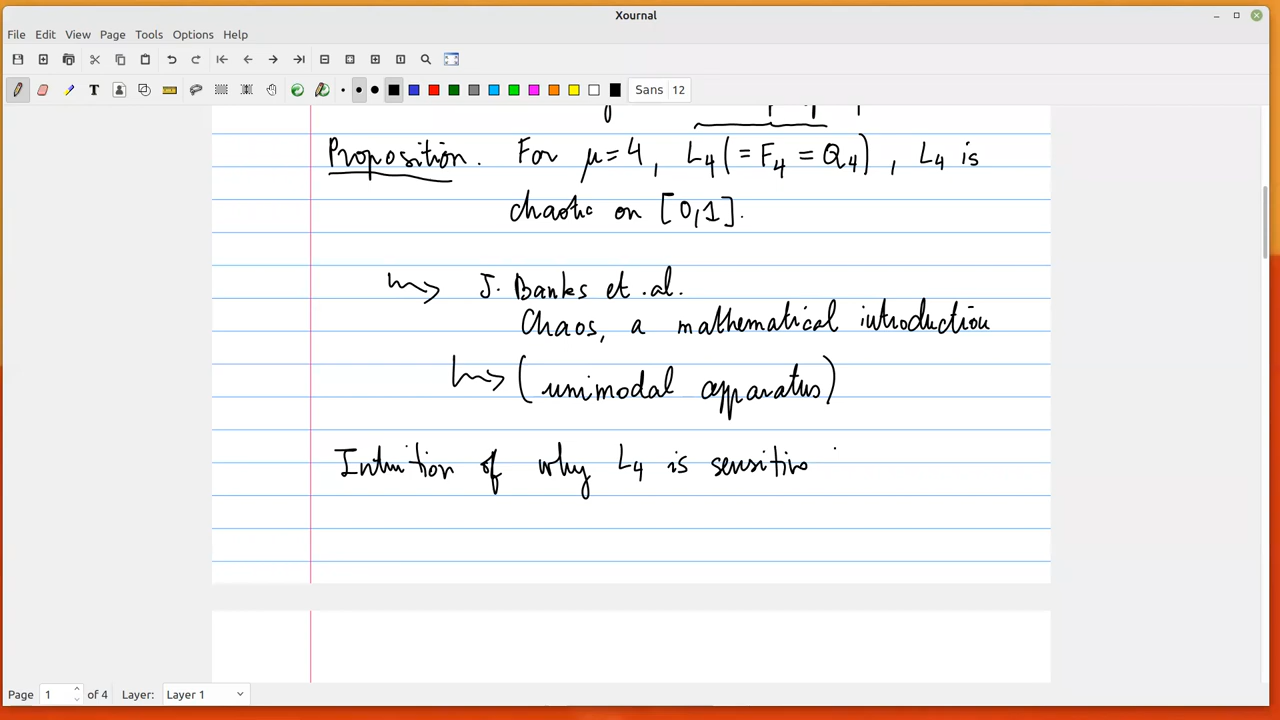 Xournal
File Edit View Page Tools Options Help
Sans 12
Proposition. For μ=4, L₄(= F₄ = Q₄), L₄ is
chaotic on [0,1].
J. Banks et.al.
Chaos, a mathematical introduction
(unimodal apparatus)
Intuition of why L₄ is sensitive
Page 1 of 4 Layer: Layer 1